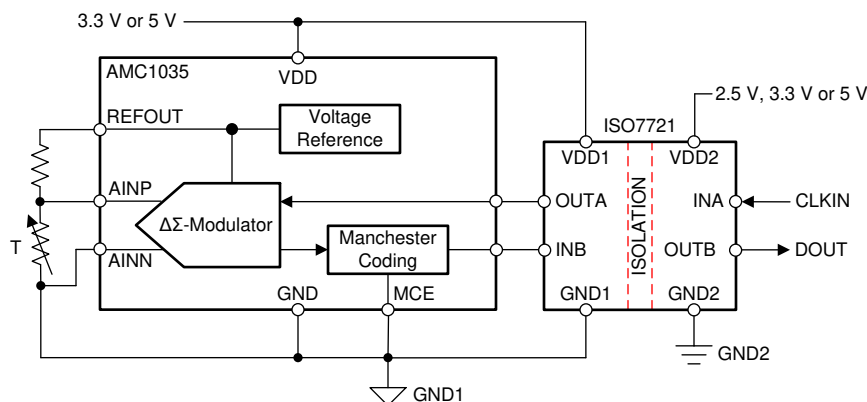 3.3 V or 5 V
AMC1035
VDD
2.5 V, 3.3 V or 5 V
REFOUT
Voltage
Reference
ISO7721
VDD1
VDD2
AINP
ΔΣ-Modulator
OUTA
ISOLATION
INA
CLKIN
T
AINN
Manchester
Coding
INB
OUTB
DOUT
GND
MCE
GND1
GND2
GND1
GND2